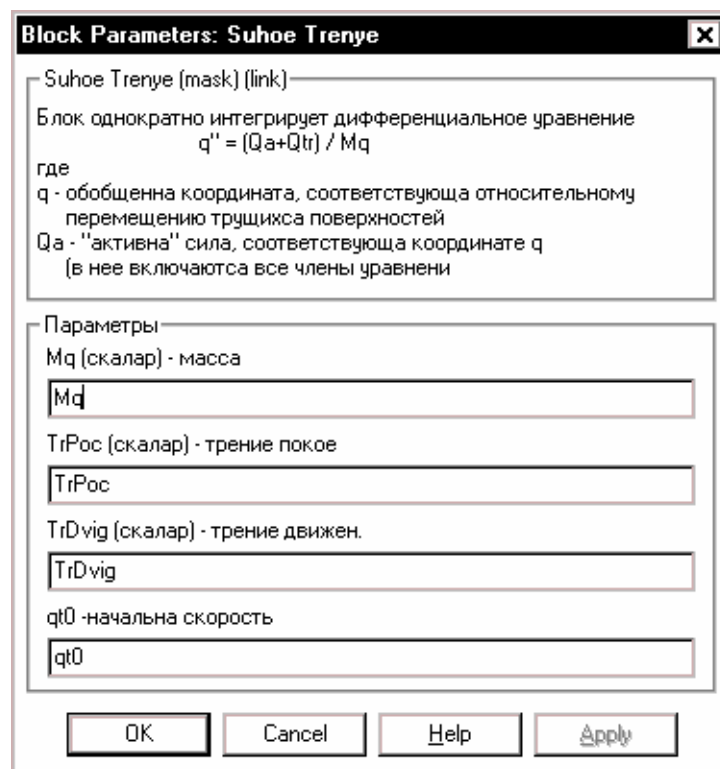 Block Parameters: Suhoe Trenye
Suhoe Trenye (mask) (link)
Блок однократно интегрирует дифференциальное уравнение
q'' = (Qa+Qtr) / Mq
где
q - обобщенна координата, соответствующа относительному
перемещению трущихса поверхностей
Qa - "активна" сила, соответствующа координате q
(в нее включаютса все члены уравнени
Параметры
Mq (скалар) - масса
Mq
TrPoc (скалар) - трение покое
TrPoc
TrDvig (скалар) - трение движен.
TrDvig
qt0 -начальна скорость
qt0
OK Cancel Help Apply